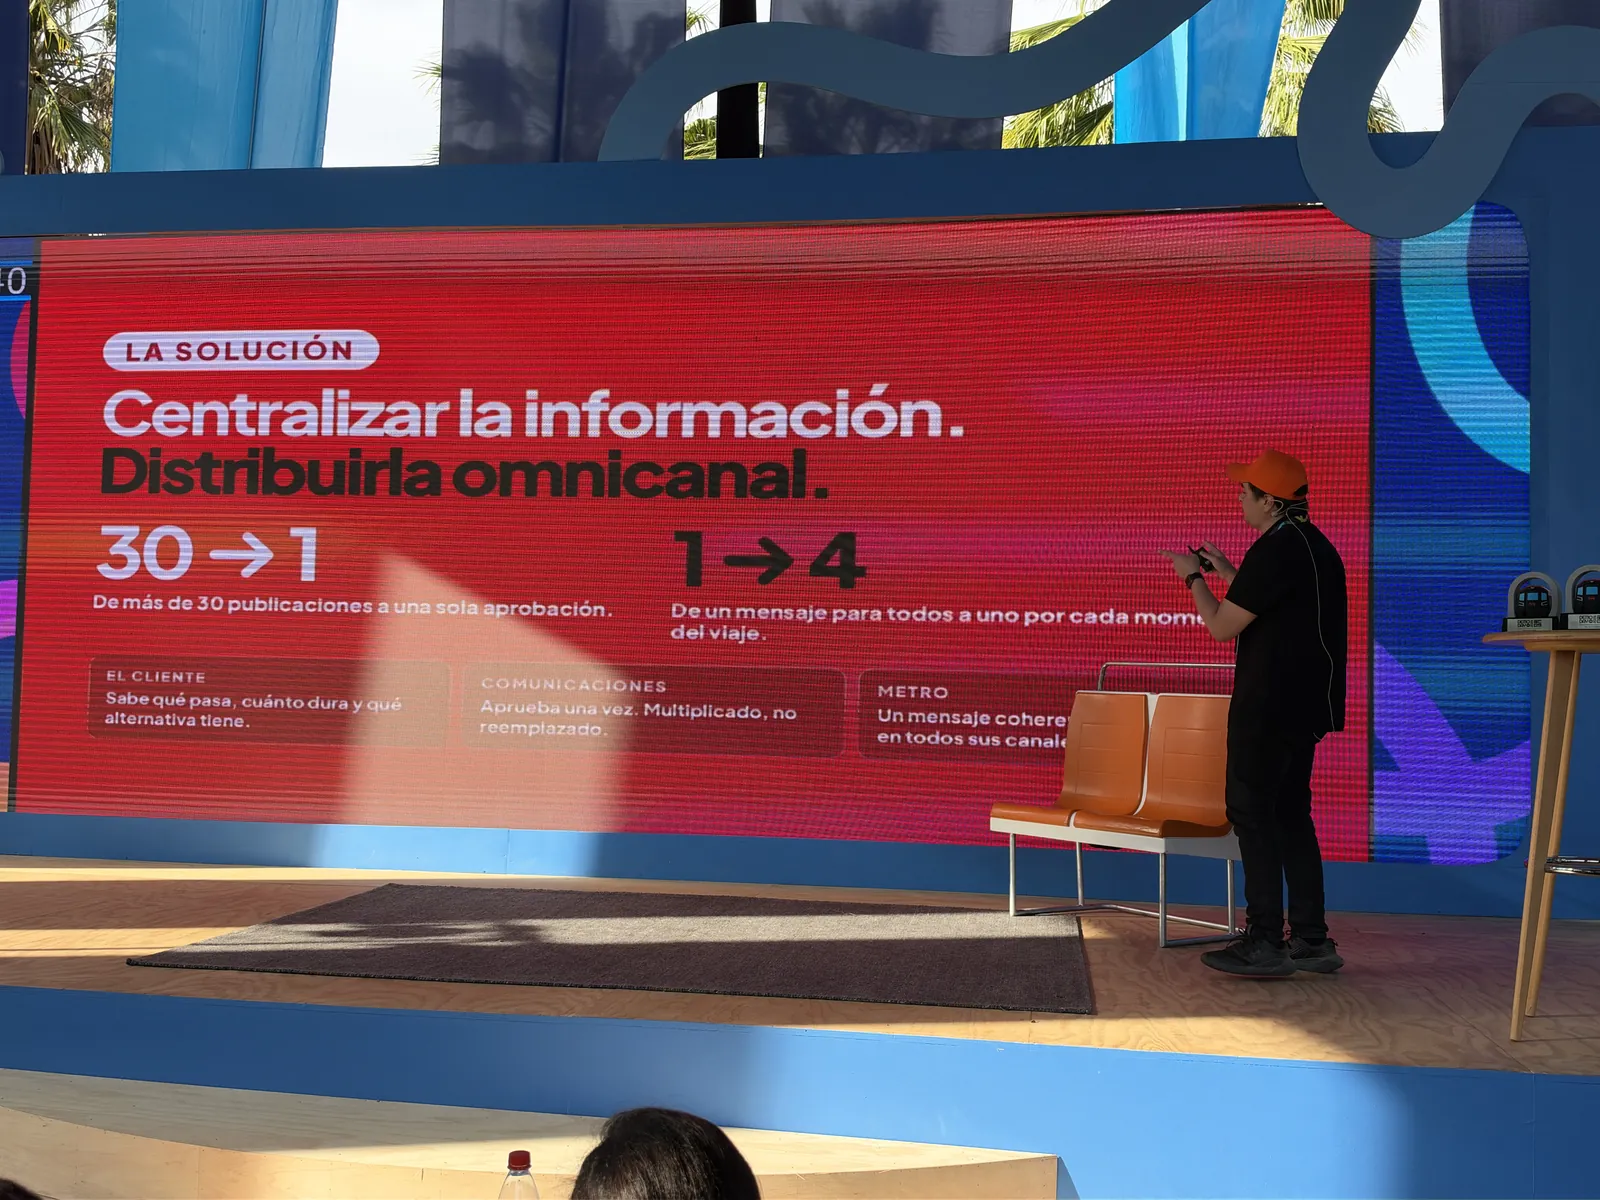 40
LA SOLUCIÓN
Centralizar la información.
Distribuirla omnicanal.
30 → 1
De más de 30 publicaciones a una sola aprobación.
1 → 4
De un mensaje para todos a uno por cada
del viaje.
EL CLIENTE
Sabe qué pasa, cuánto dura y qué
alternativa tiene.
COMUNICACIONES
Aprueba una vez. Multiplicado, no
reemplazado.
METRO
Un mensaje
en todos sus